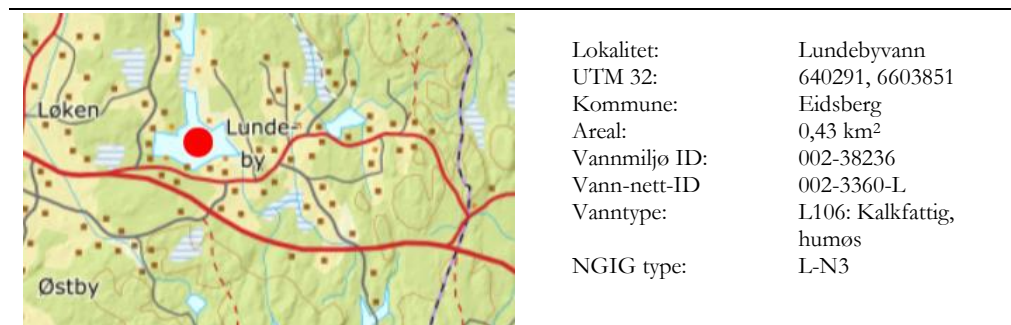 Løken
Lunde-
by
Østby
Lokalitet: Lundebyvann
UTM 32: 640291, 6603851
Kommune: Eidsberg
Areal: 0,43 km²
Vannmiljø ID: 002-38236
Vann-nett-ID 002-3360-L
Vanntype: L106: Kalkfattig,
humøs
NGIG type: L-N3